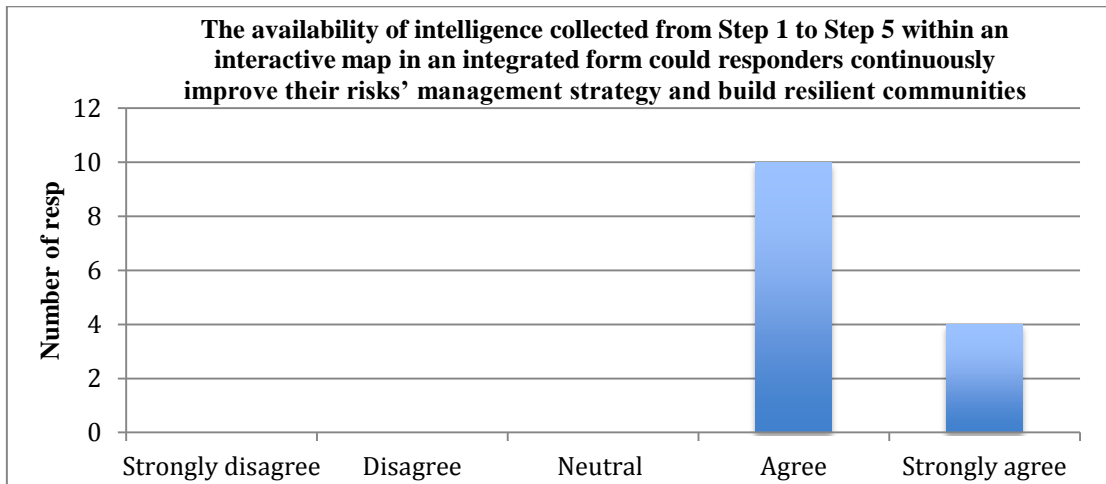 The availability of intelligence collected from Step 1 to Step 5 within an
interactive map in an integrated form could responders continuously
improve their risks’ management strategy and build resilient communities
12
10
8
6
4
2
0
Number of resp
Strongly disagree
Disagree
Neutral
Agree
Strongly agree